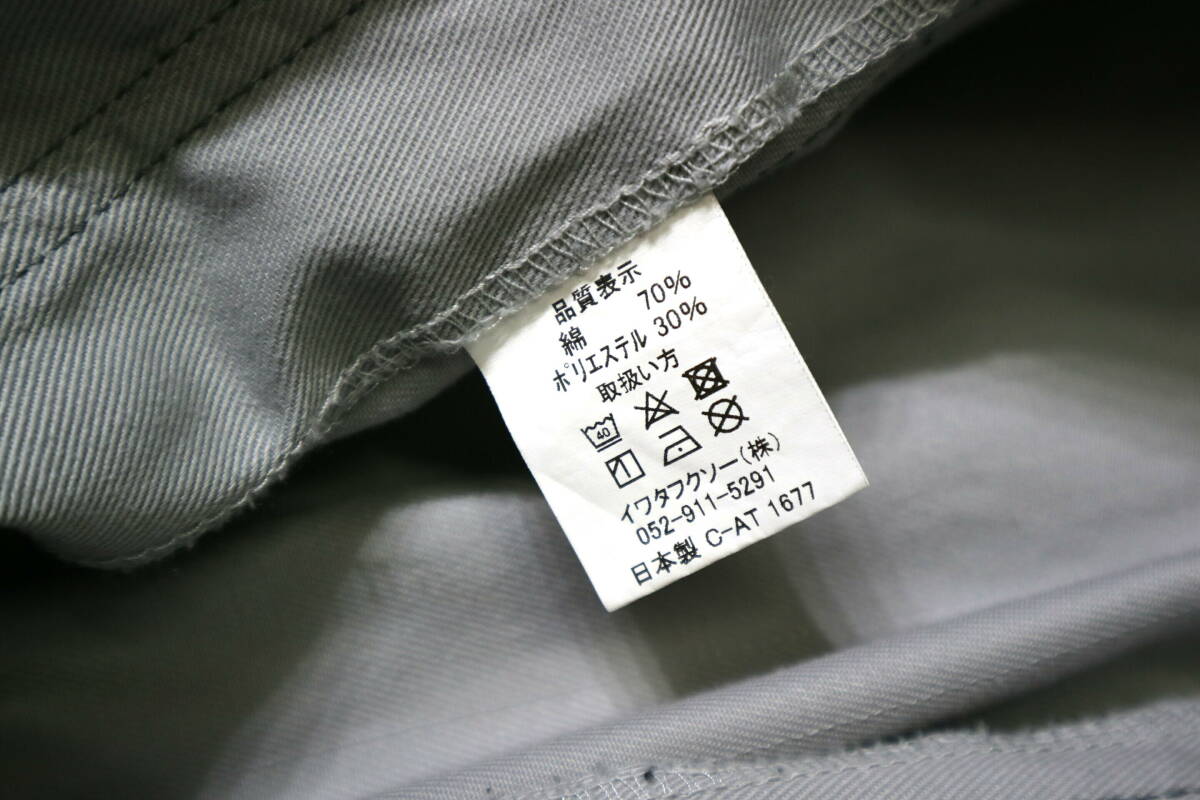 品質表示
綿 70%
ポリエステル 30%
取扱い方
40
イワタフクソー(株)
052-911-5291
日本製 C-AT 1677